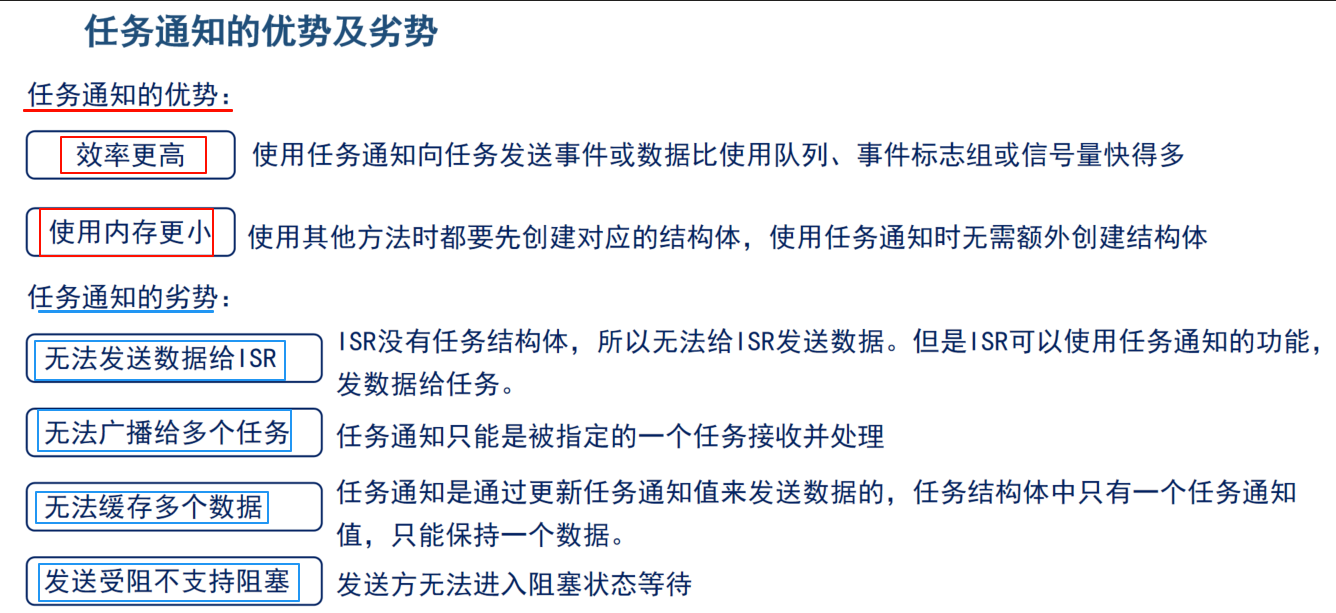 任务通知的优势及劣势
任务通知的优势：
效率更高
使用任务通知向任务发送事件或数据比使用队列、事件标志组或信号量快得多
使用内存更小
使用其他方法时都要先创建对应的结构体，使用任务通知时无需额外创建结构体
任务通知的劣势：
无法发送数据给ISR
ISR没有任务结构体，所以无法给ISR发送数据。但是ISR可以使用任务通知的功能，
发数据给任务。
无法广播给多个任务
任务通知只能是被指定的一个任务接收并处理
无法缓存多个数据
任务通知是通过更新任务通知值来发送数据的，任务结构体中只有一个任务通知
值，只能保持一个数据。
发送受阻不支持阻塞
发送方无法进入阻塞状态等待